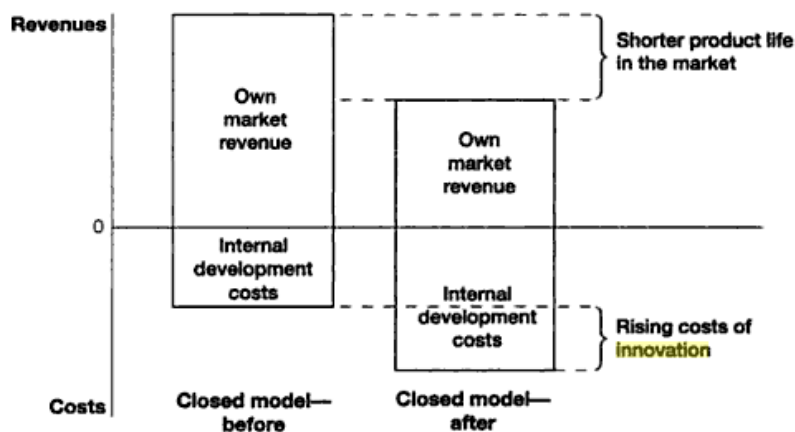 Revenues
Shorter product life
in the market
Own
market
revenue
Own
market
revenue
0
Internal
development
costs
Internal
development
costs
Rising costs of
innovation
Costs
Closed model—
before
Closed model—
after